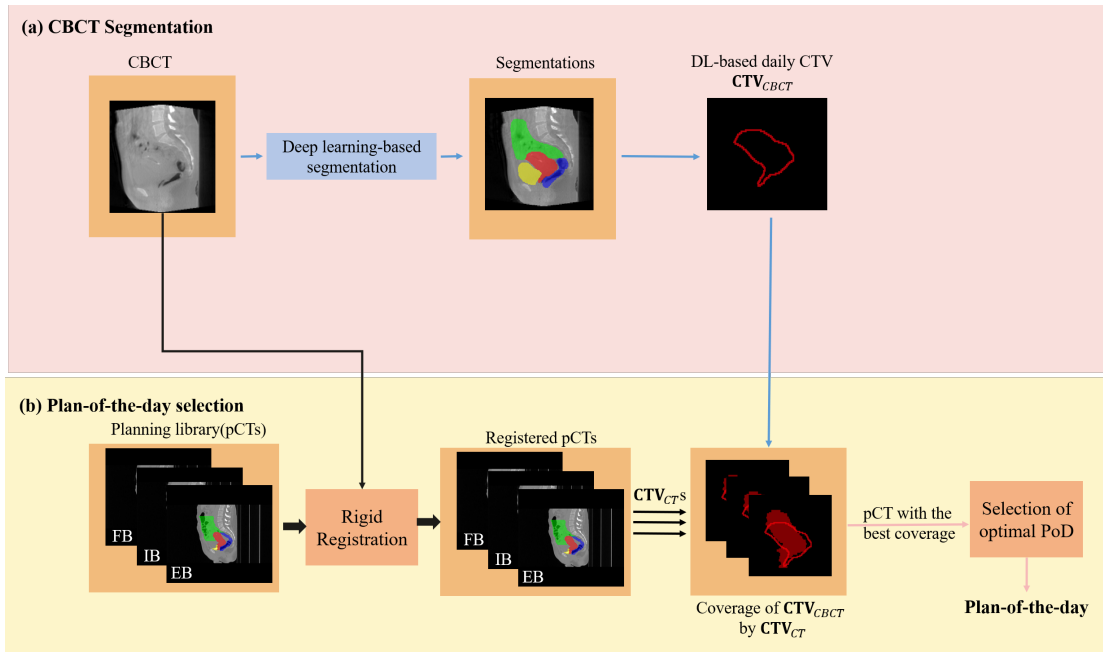 (a) CBCT Segmentation
CBCT
Segmentations
DL-based daily CTV
CTV_CBCT
Deep learning-based
segmentation
(b) Plan-of-the-day selection
Planning library(pCTs)
FB
IB
EB
Rigid
Registration
Registered pCTs
FB
IB
EB
CTV_CTs
Coverage of CTV_CBCT
by CTV_CT
pCT with the
best coverage
Selection of
optimal PoD
Plan-of-the-day